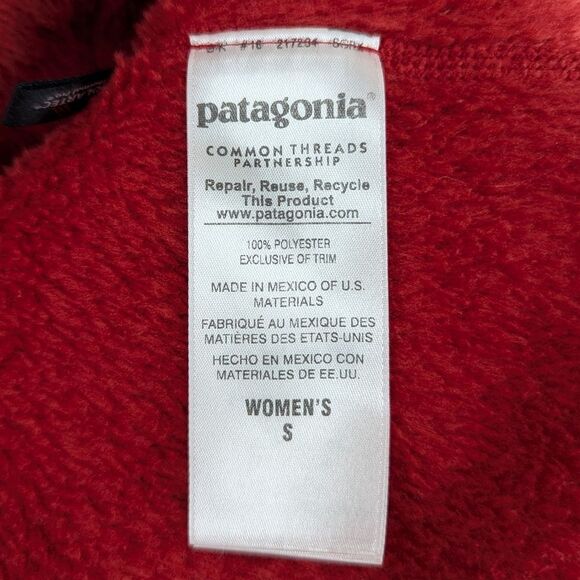 #16 217294
patagonia®
COMMON THREADS
PARTNERSHIP
Repair, Reuse, Recycle
This Product
www.patagonia.com
100% POLYESTER
EXCLUSIVE OF TRIM
MADE IN MEXICO OF U.S.
MATERIALS
FABRIQUÉ AU MEXIQUE DES
MATIÈRES DES ETATS-UNIS
HECHO EN MEXICO CON
MATERIALES DE EE.UU.
WOMEN'S
S